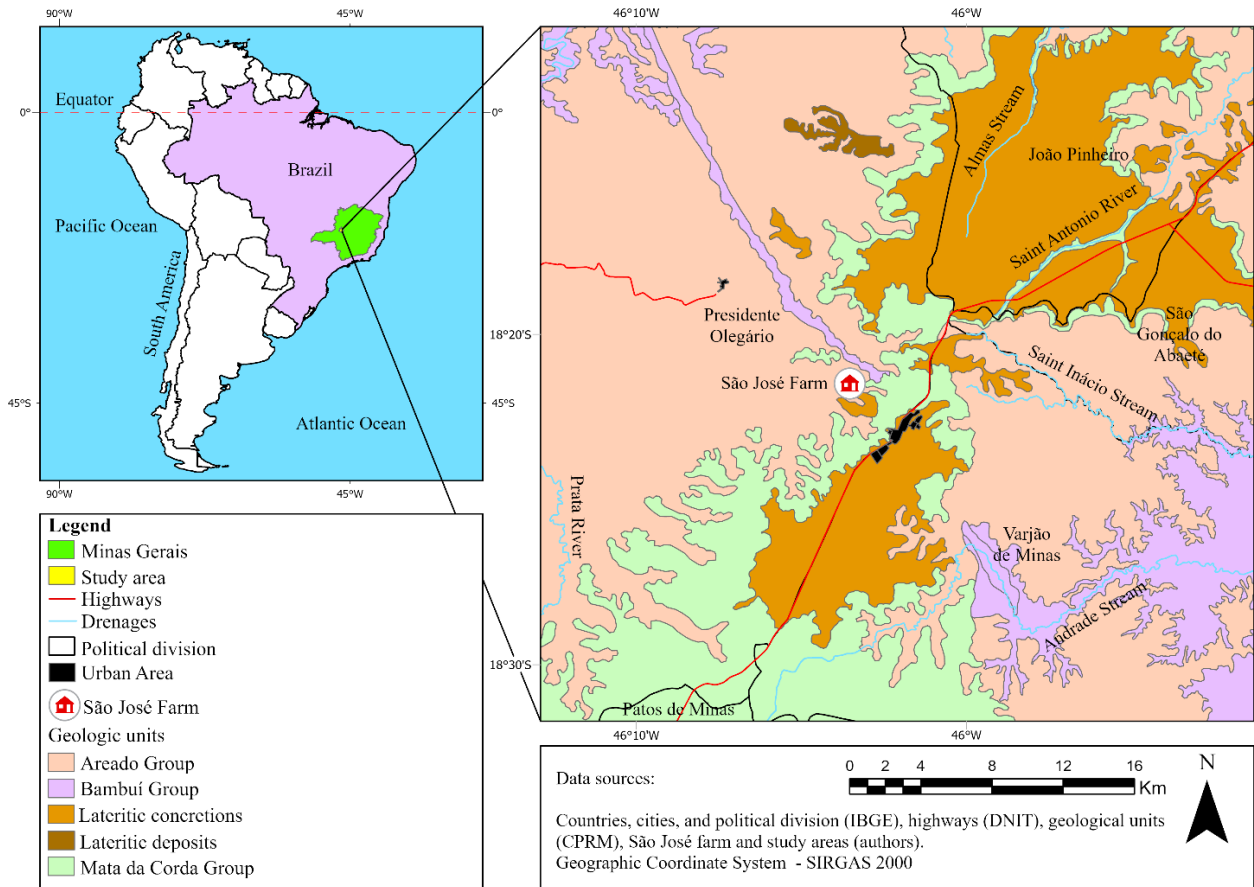 90°W
45°W
Equator
0°
0°
Brazil
Pacific Ocean
South America
45°S
45°S
Atlantic Ocean
90°W
45°W
46°10'W
46°W
Almas Stream
João Pinheiro
Saint Antonio River
Presidente
Olegário
18°20'S
São
Gonçalo do
Abaeté
Saint Inácio Stream
São José Farm
Prata River
Varjão
de Minas
Andrade Stream
18°30'S
Patos de Minas
46°10'W
46°W
Legend
Minas Gerais
Study area
Highways
Drenages
Political division
Urban Area
São José Farm
Geologic units
Areado Group
Bambuí Group
Lateritic concretions
Lateritic deposits
Mata da Corda Group
Data sources:
0 2 4 8 12 16
Km
N
Countries, cities, and political division (IBGE), highways (DNIT), geological units
(CPRM), São José farm and study areas (authors).
Geographic Coordinate System - SIRGAS 2000